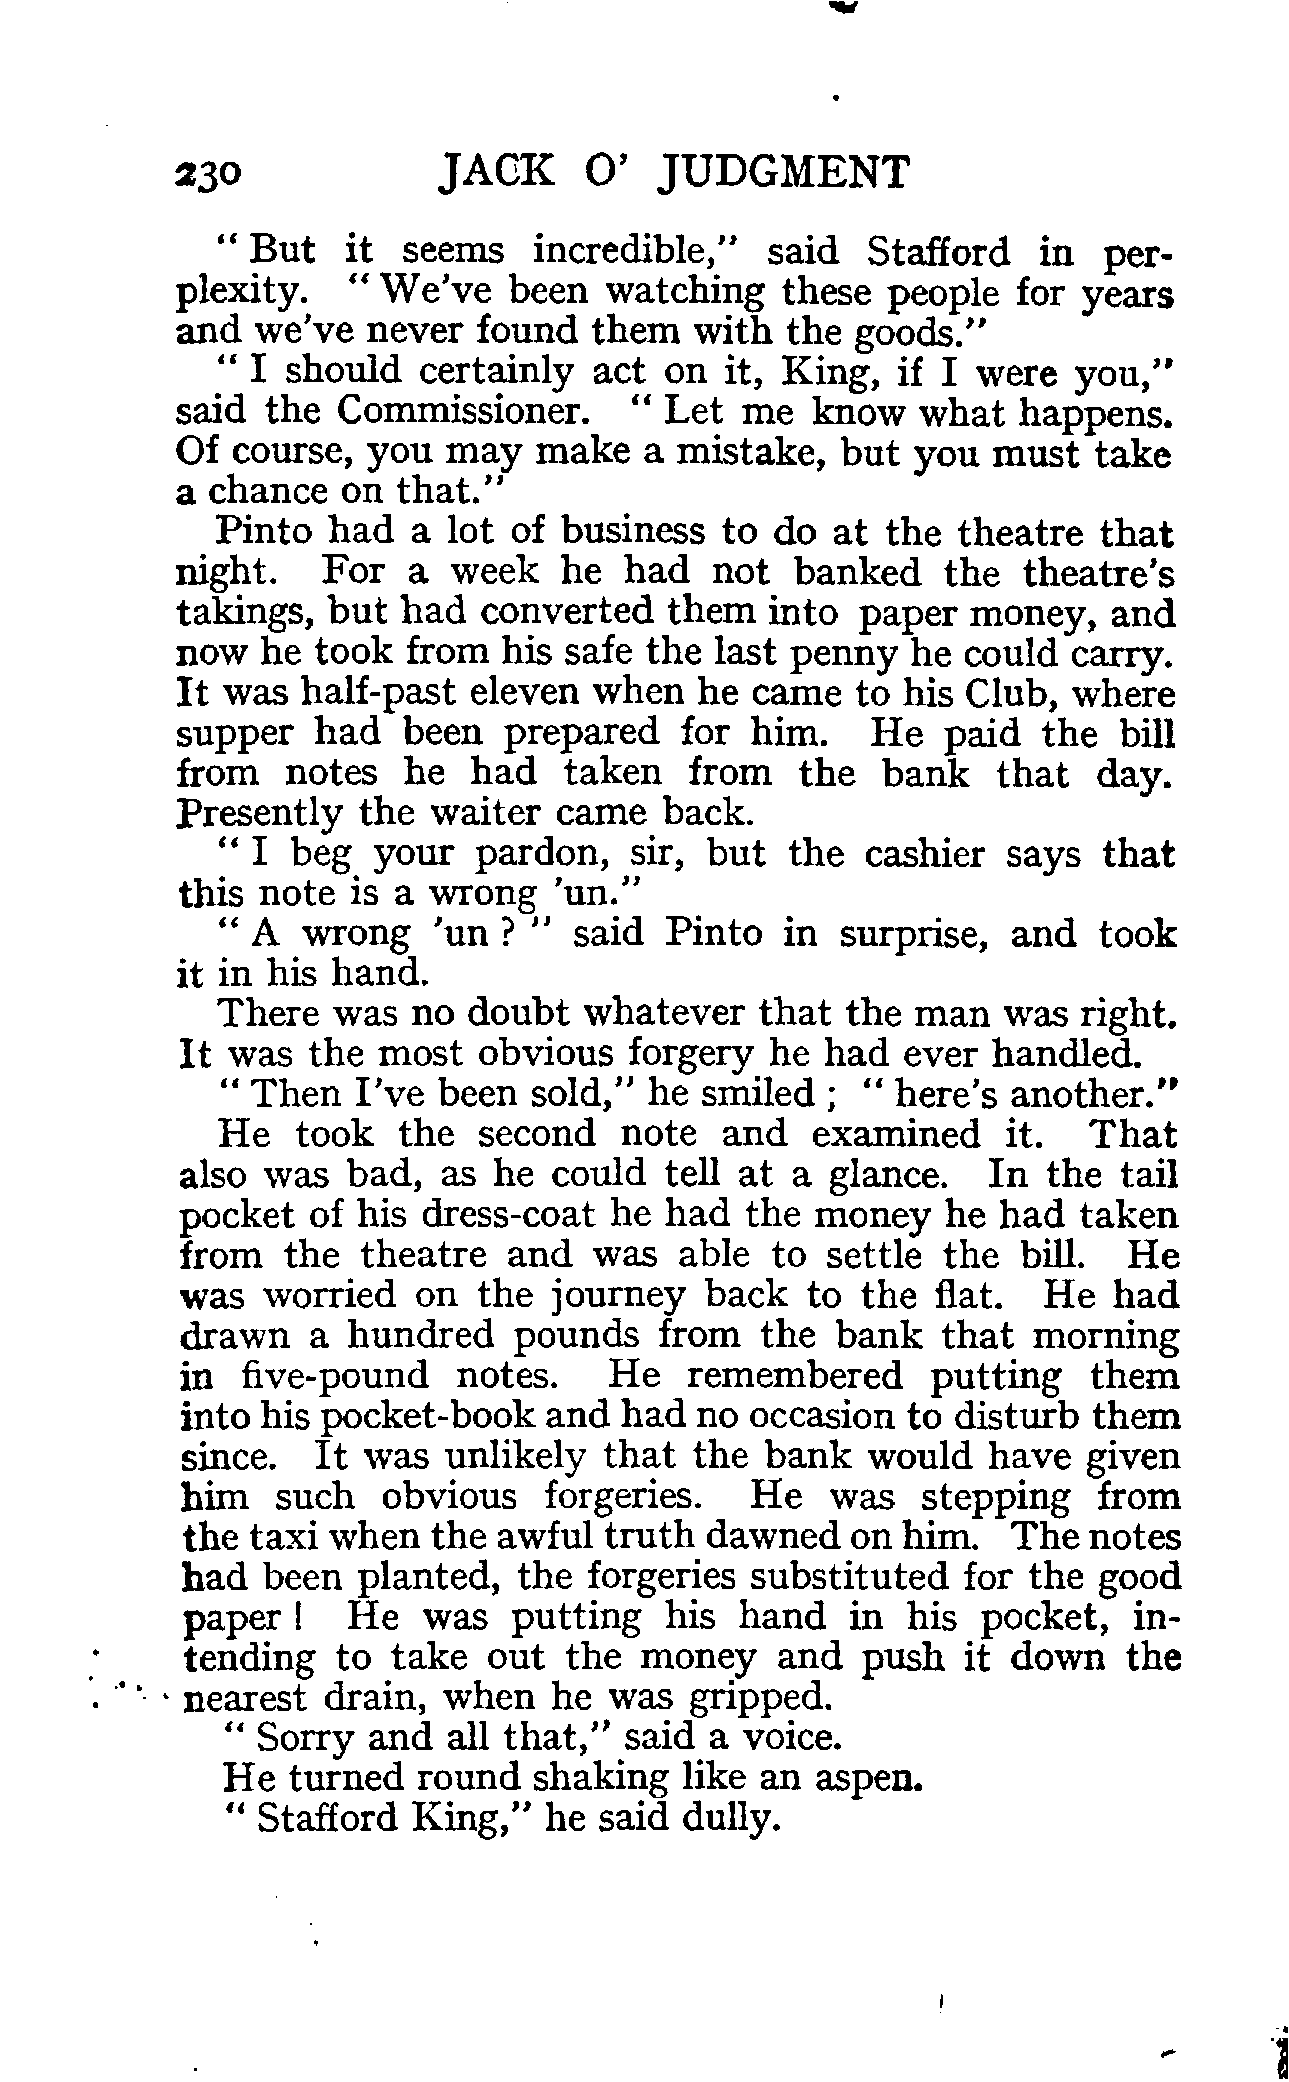 230 JACK O' JUDGMENT
" But it seems incredible," said Stafford in per-
plexity. " We've been watching these people for years
and we've never found them with the goods."
" I should certainly act on it, King, if I were you,"
said the Commissioner. " Let me know what happens.
Of course, you may make a mistake, but you must take
a chance on that."
Pinto had a lot of business to do at the theatre that
night. For a week he had not banked the theatre's
takings, but had converted them into paper money, and
now he took from his safe the last penny he could carry.
It was half-past eleven when he came to his Club, where
supper had been prepared for him. He paid the bill
from notes he had taken from the bank that day.
Presently the waiter came back.
" I beg your pardon, sir, but the cashier says that
this note is a wrong 'un."
" A wrong 'un ? " said Pinto in surprise, and took
it in his hand.
There was no doubt whatever that the man was right.
It was the most obvious forgery he had ever handled.
" Then I've been sold," he smiled ; " here's another."
He took the second note and examined it. That
also was bad, as he could tell at a glance. In the tail
pocket of his dress-coat he had the money he had taken
from the theatre and was able to settle the bill. He
was worried on the journey back to the flat. He had
drawn a hundred pounds from the bank that morning
in five-pound notes. He remembered putting them
into his pocket-book and had no occasion to disturb them
since. It was unlikely that the bank would have given
him such obvious forgeries. He was stepping from
the taxi when the awful truth dawned on him. The notes
had been planted, the forgeries substituted for the good
paper ! He was putting his hand in his pocket, in-
tending to take out the money and push it down the
nearest drain, when he was gripped.
" Sorry and all that," said a voice.
He turned round shaking like an aspen.
" Stafford King," he said dully.